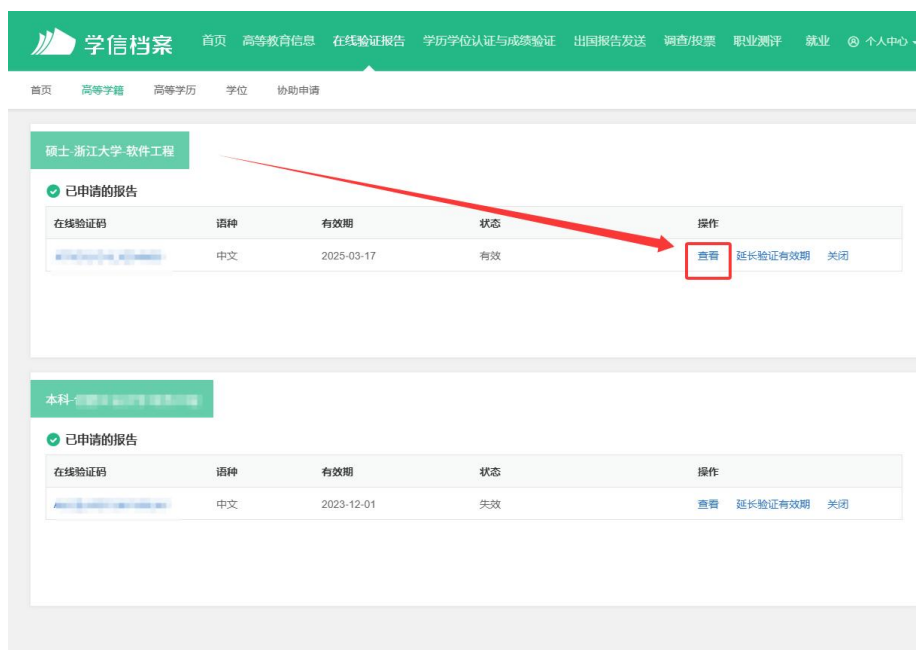 学信档案 首页 高等教育信息 在线验证报告 学历学位认证与成绩验证 出国报告发送 调查/投票 职业测评 就业 个人中心
首页 高等学籍 高等学历 学位 协助申请
硕士-浙江大学-软件工程
已申请的报告
在线验证码 语种 有效期 状态 操作
中文 2025-03-17 有效 查看 延长验证有效期 关闭
本科-
已申请的报告
在线验证码 语种 有效期 状态 操作
中文 2023-12-01 失效 查看 延长验证有效期 关闭